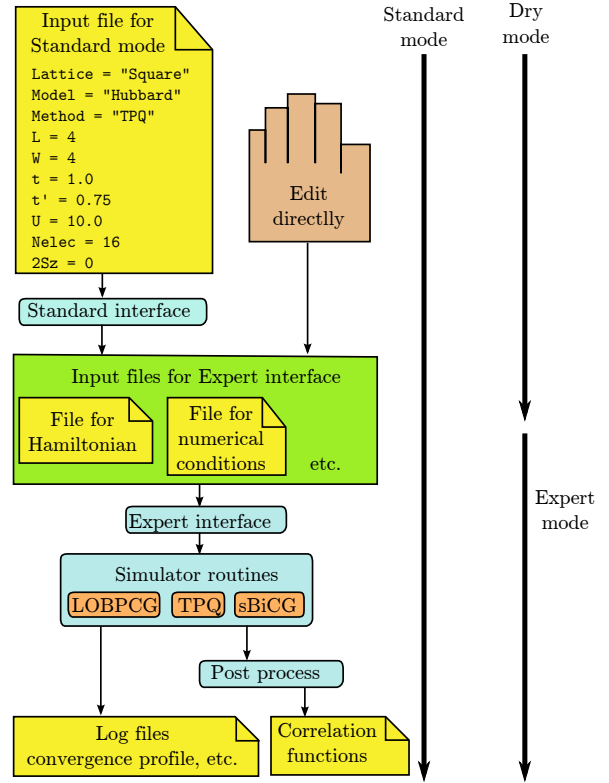 Input file for
Standard mode
Lattice = "Square"
Model = "Hubbard"
Method = "TPQ"
L = 4
W = 4
t = 1.0
t' = 0.75
U = 10.0
Nelec = 16
2Sz = 0
Edit
directlly
Standard
mode
Dry
mode
Standard interface
Input files for Expert interface
File for
Hamiltonian
File for
numerical
conditions
etc.
Expert interface
Expert
mode
Simulator routines
LOBPCG
TPQ
sBiCG
Post process
Log files
convergence profile, etc.
Correlation
functions